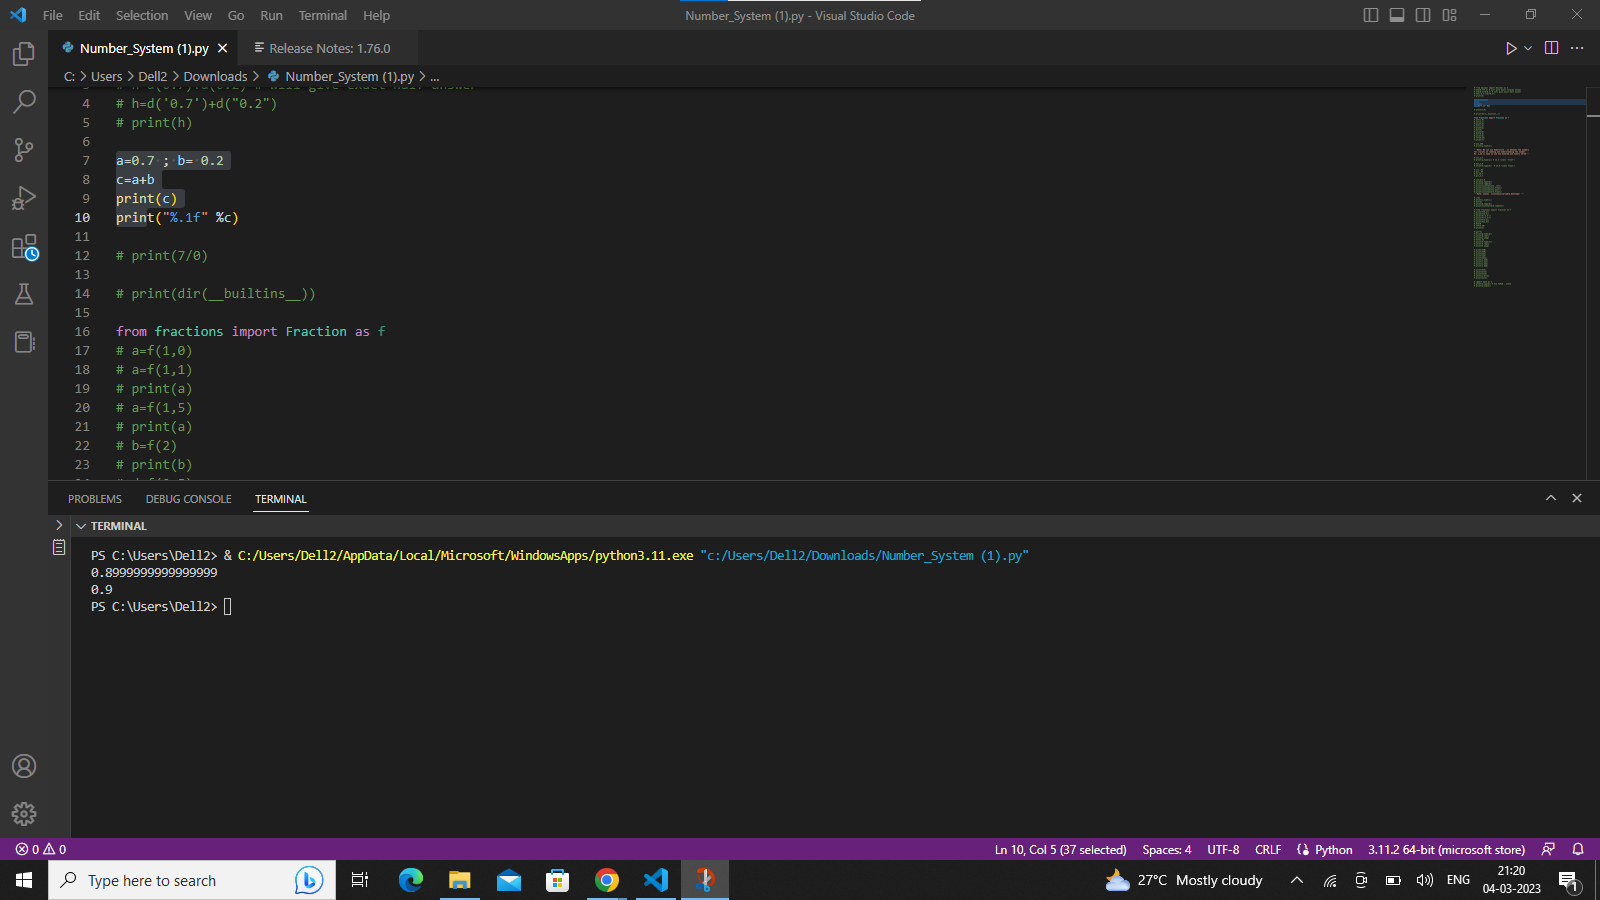 File Edit Selection View Go Run Terminal Help
Number_System (1).py - Visual Studio Code
Number_System (1).py
Release Notes: 1.76.0
C: > Users > Dell2 > Downloads > Number_System (1).py > ...
4 # h=d('0.7')+d("0.2")
5 # print(h)
6
7 a=0.7 ; b= 0.2
8 c=a+b
9 print(c)
10 print("%.1f" %c)
11
12 # print(7/0)
13
14 # print(dir(__builtins__))
15
16 from fractions import Fraction as f
17 # a=f(1,0)
18 # a=f(1,1)
19 # print(a)
20 # a=f(1,5)
21 # print(a)
22 # b=f(2)
23 # print(b)
PROBLEMS DEBUG CONSOLE TERMINAL
TERMINAL
PS C:\Users\Dell2> & C:/Users/Dell2/AppData/Local/Microsoft/WindowsApps/python3.11.exe "c:/Users/Dell2/Downloads/Number_System (1).py"
0.8999999999999999
0.9
PS C:\Users\Dell2>
0 0
Ln 10, Col 5 (37 selected) Spaces: 4 UTF-8 CRLF Python 3.11.2 64-bit (microsoft store)
Type here to search
27°C Mostly cloudy
ENG
21:20
04-03-2023
1